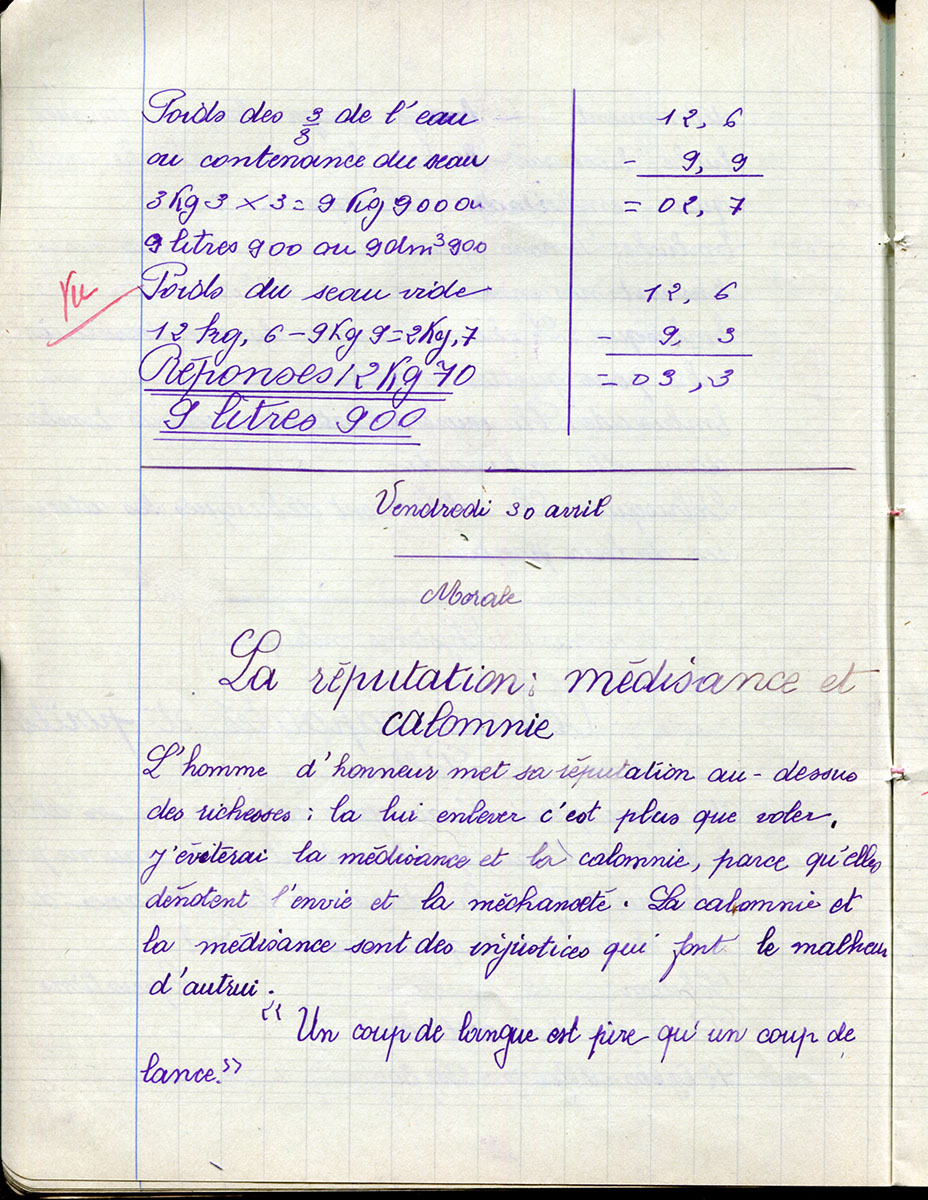 Poids des 3/3 de l'eau
ou contenance du seau
3Kg3 × 3 = 9Kg900 ou
9 litres 900 ou 9dm³900
Vu
Poids du seau vide
12 kg, 6 - 9Kg 9 = 2Kg,7
Réponses 12Kg 70
9 litres 900
12, 6
- 9, 9
= 02, 7
12, 6
- 9, 3
= 03, 3
Vendredi 30 avril
Morale
La réputation : médisance et
calomnie
L'homme d'honneur met sa réputation au-dessus
des richesses : la lui enlever c'est plus que voler.
J'éviterai la médisance et la calomnie, parce qu'elles
dénotent l'envie et la méchanceté. La calomnie et
la médisance sont des injustices qui font le malheur
d'autrui.
" Un coup de langue est pire qu'un coup de
lance."